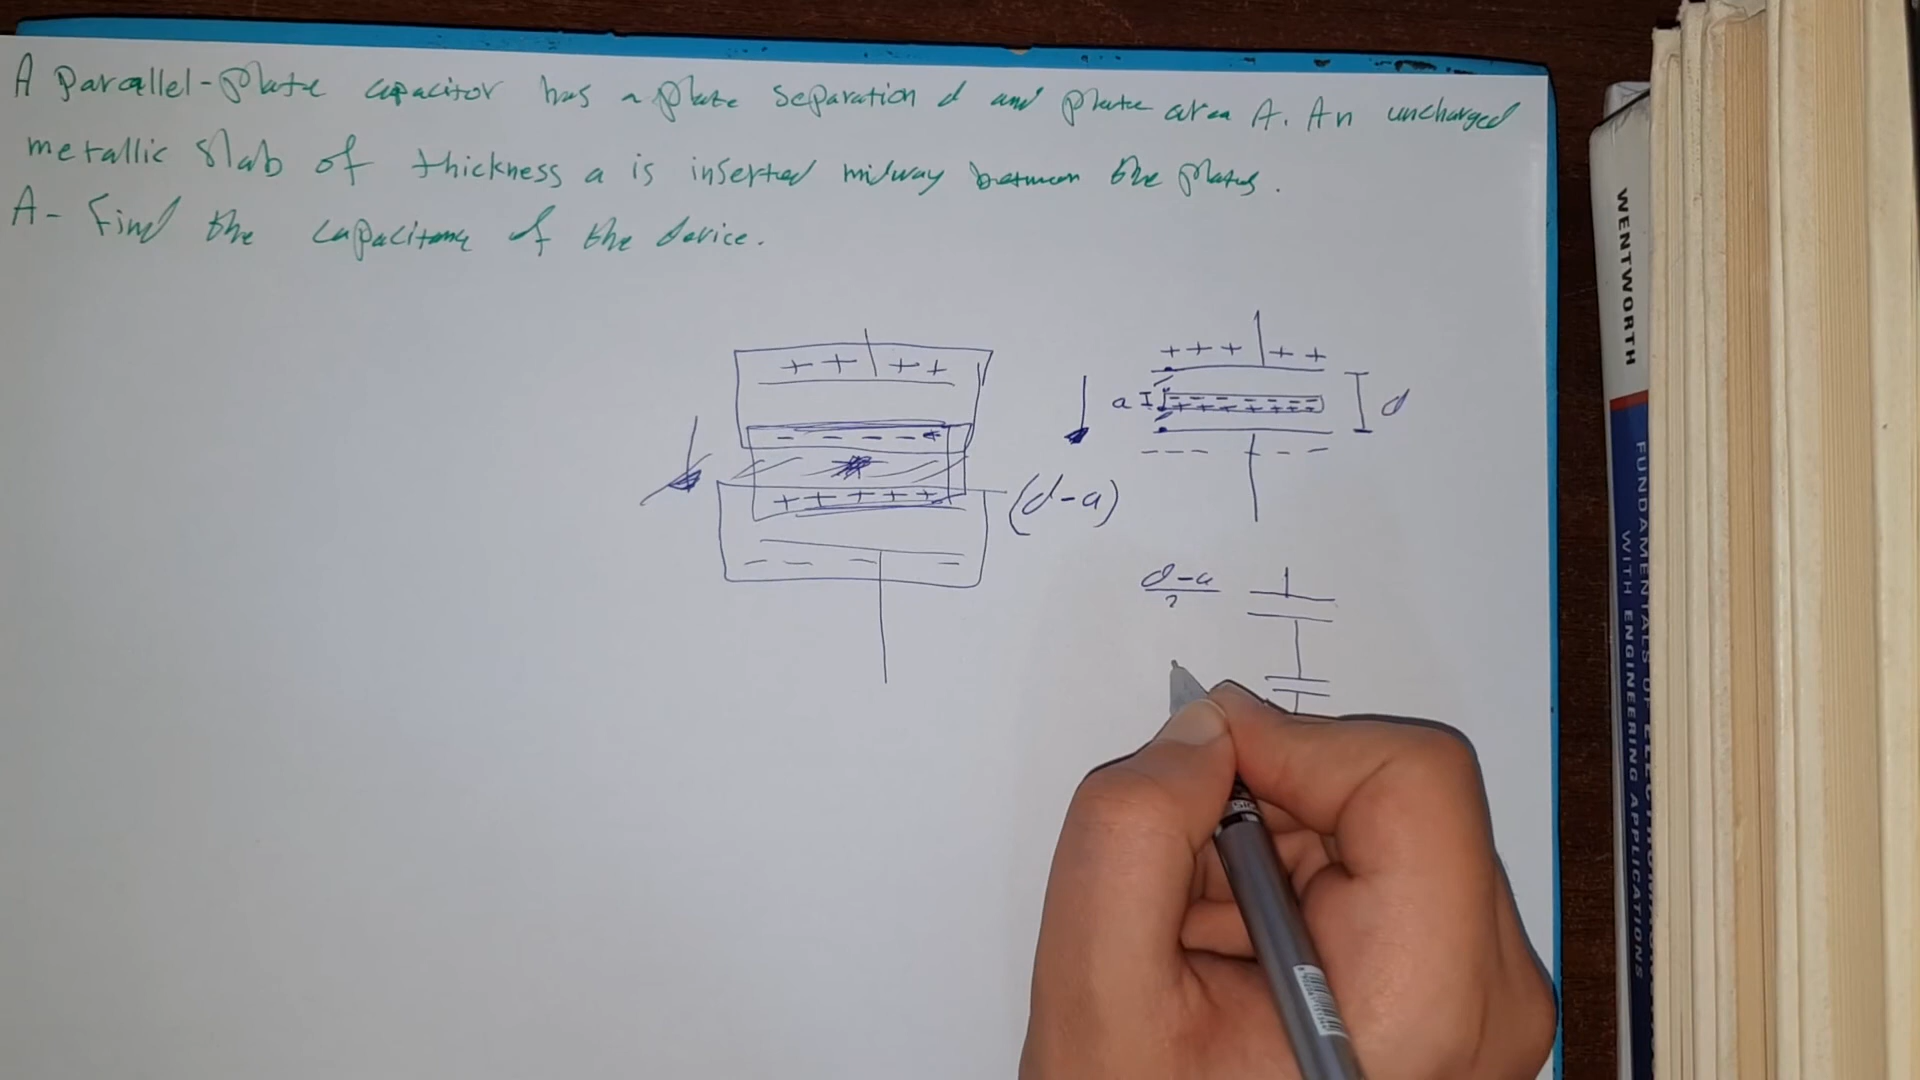 A parallel-plate capacitor has a plate separation d and plate area A. An uncharged
metallic slab of thickness a is inserted midway between the plates.
A- Find the capacitance of the device.
+ + + +
- - - - +
+ + + + +
(d-a)
- - - -
+ + + + +
a
- - - - - - -
+ + + + + + +
d
- - - - -
d-a
2
WENTWORTH
FUNDAMENTALS OF
WITH ENGINEERING APPLICATIONS